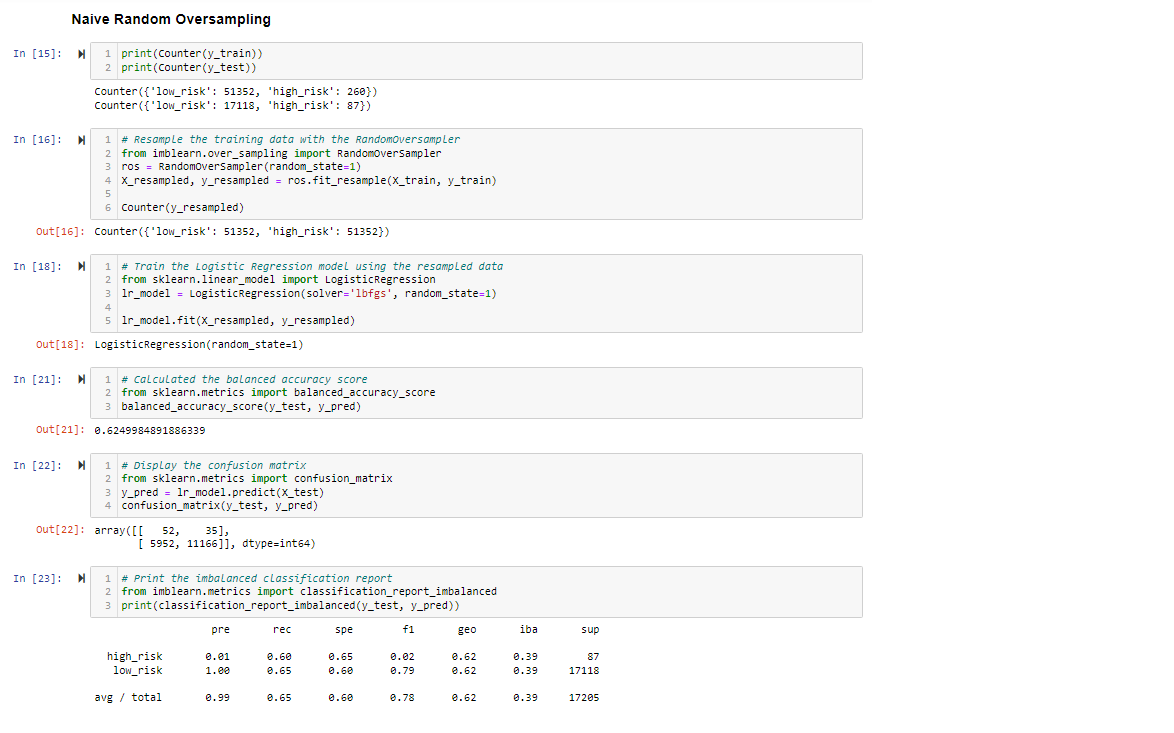 Naive Random Oversampling
In [15]:
1 print(Counter(y_train))
2 print(Counter(y_test))
Counter({'low_risk': 51352, 'high_risk': 260})
Counter({'low_risk': 17118, 'high_risk': 87})
In [16]:
1 # Resample the training data with the RandomOversampler
2 from imblearn.over_sampling import RandomOverSampler
3 ros = RandomOverSampler(random_state=1)
4 X_resampled, y_resampled = ros.fit_resample(X_train, y_train)
5
6 Counter(y_resampled)
Out[16]: Counter({'low_risk': 51352, 'high_risk': 51352})
In [18]:
1 # Train the Logistic Regression model using the resampled data
2 from sklearn.linear_model import LogisticRegression
3 lr_model = LogisticRegression(solver='lbfgs', random_state=1)
4
5 lr_model.fit(X_resampled, y_resampled)
Out[18]: LogisticRegression(random_state=1)
In [21]:
1 # Calculated the balanced accuracy score
2 from sklearn.metrics import balanced_accuracy_score
3 balanced_accuracy_score(y_test, y_pred)
Out[21]: 0.6249984891886339
In [22]:
1 # Display the confusion matrix
2 from sklearn.metrics import confusion_matrix
3 y_pred = lr_model.predict(X_test)
4 confusion_matrix(y_test, y_pred)
Out[22]: array([[   52,    35],
       [ 5952, 11166]], dtype=int64)
In [23]:
1 # Print the imbalanced classification report
2 from imblearn.metrics import classification_report_imbalanced
3 print(classification_report_imbalanced(y_test, y_pred))
pre rec spe f1 geo iba sup
high_risk 0.01 0.60 0.65 0.02 0.62 0.39 87
low_risk 1.00 0.65 0.60 0.79 0.62 0.39 17118
avg / total 0.99 0.65 0.60 0.78 0.62 0.39 17205